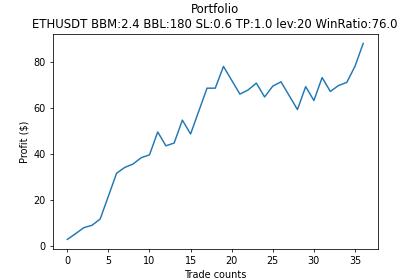 Portfolio
ETHUSDT BBM:2.4 BBL:180 SL:0.6 TP:1.0 lev:20 WinRatio:76.0
Profit ($)
80
60
40
20
0
0 5 10 15 20 25 30 35
Trade counts